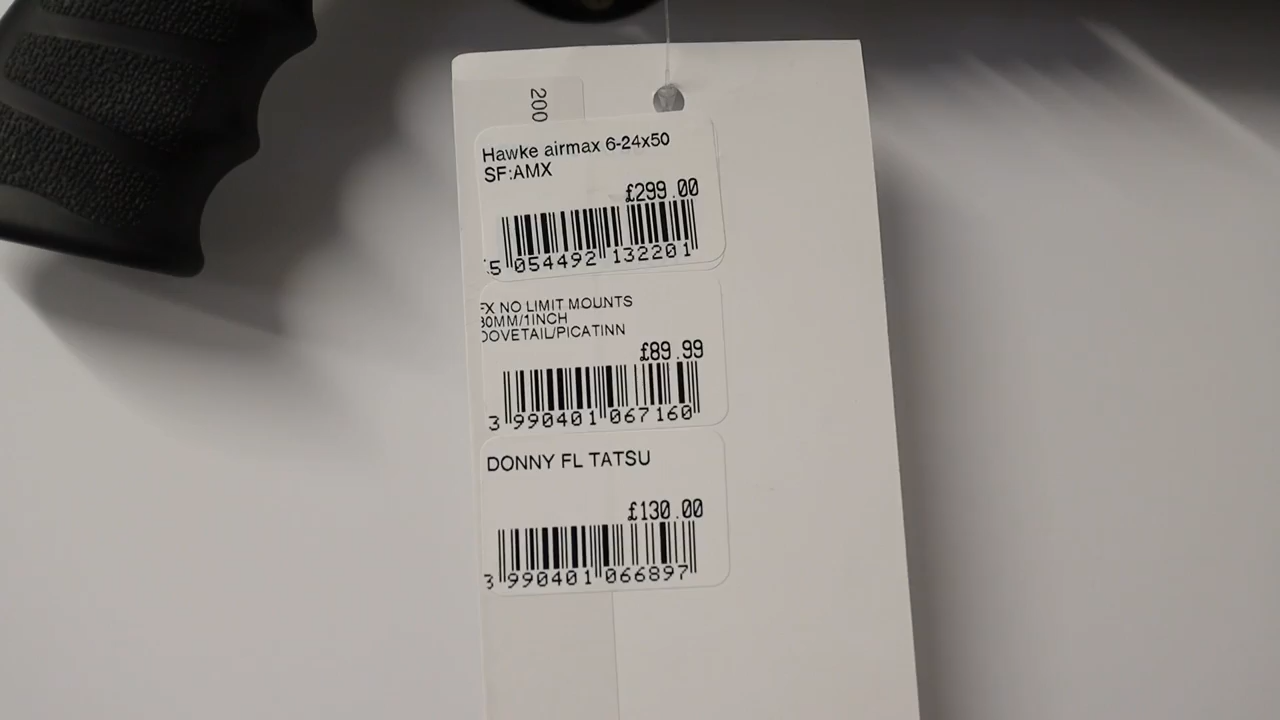 200
Hawke airmax 6-24x50
SF:AMX
£299.00
5 054492 132201
FX NO LIMIT MOUNTS
30MM/1INCH
DOVETAIL/PICATINN
£89.99
3 990401 067160
DONNY FL TATSU
£130.00
3 990401 066897